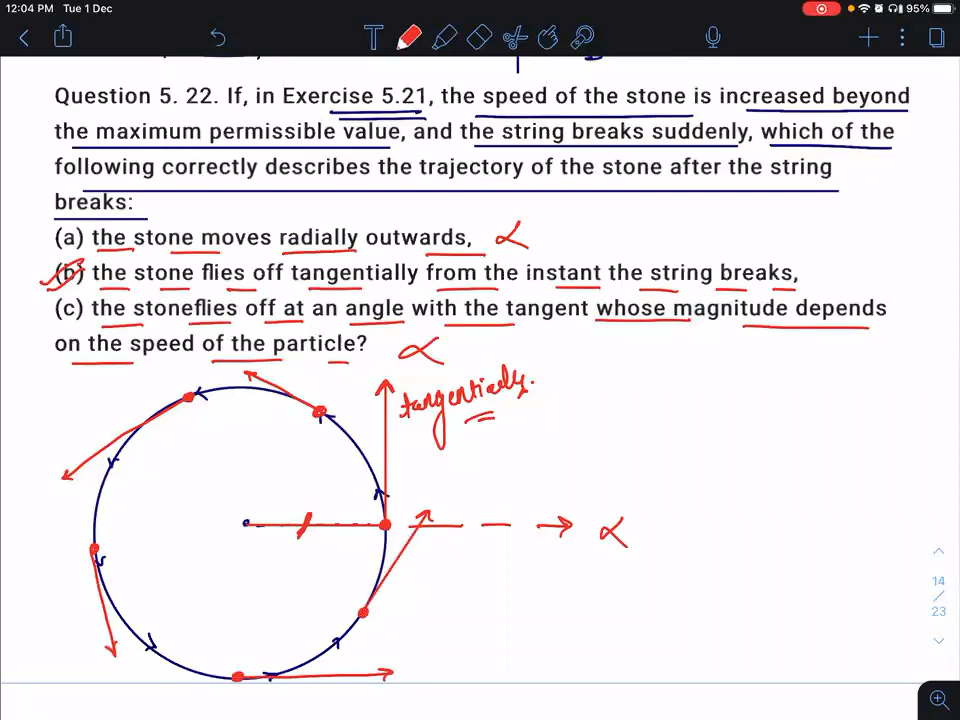 12:04 PM Tue 1 Dec
95%
Question 5. 22. If, in Exercise 5.21, the speed of the stone is increased beyond
the maximum permissible value, and the string breaks suddenly, which of the
following correctly describes the trajectory of the stone after the string
breaks:
(a) the stone moves radially outwards,
(b) the stone flies off tangentially from the instant the string breaks,
(c) the stoneflies off at an angle with the tangent whose magnitude depends
on the speed of the particle?
tangentially.
14
/
23